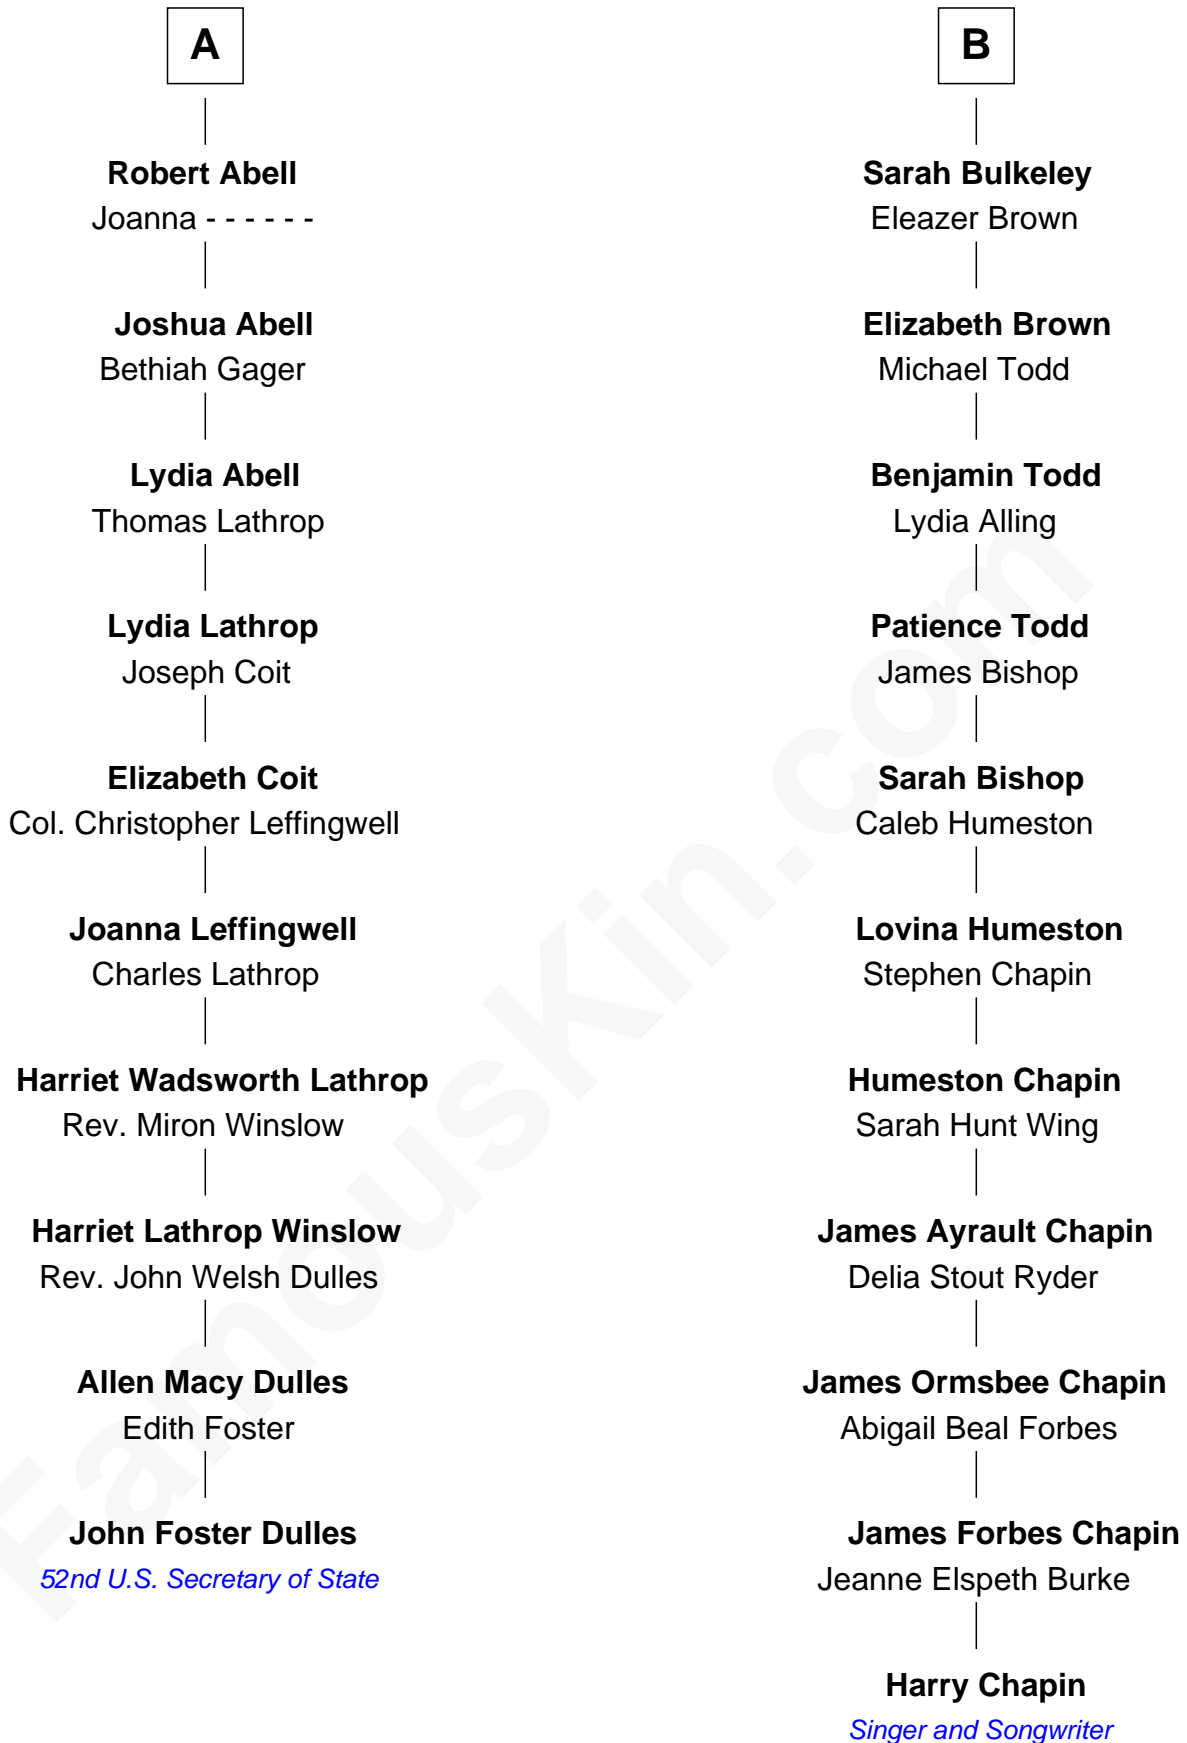 A
Robert Abell
Joanna - - - - - -
Joshua Abell
Bethiah Gager
Lydia Abell
Thomas Lathrop
Lydia Lathrop
Joseph Coit
Elizabeth Coit
Col. Christopher Leffingwell
Joanna Leffingwell
Charles Lathrop
Harriet Wadsworth Lathrop
Rev. Miron Winslow
Harriet Lathrop Winslow
Rev. John Welsh Dulles
Allen Macy Dulles
Edith Foster
John Foster Dulles
52nd U.S. Secretary of State
B
Sarah Bulkeley
Eleazer Brown
Elizabeth Brown
Michael Todd
Benjamin Todd
Lydia Alling
Patience Todd
James Bishop
Sarah Bishop
Caleb Humeston
Lovina Humeston
Stephen Chapin
Humeston Chapin
Sarah Hunt Wing
James Ayrault Chapin
Delia Stout Ryder
James Ormsbee Chapin
Abigail Beal Forbes
James Forbes Chapin
Jeanne Elspeth Burke
Harry Chapin
Singer and Songwriter
FamousKin.com